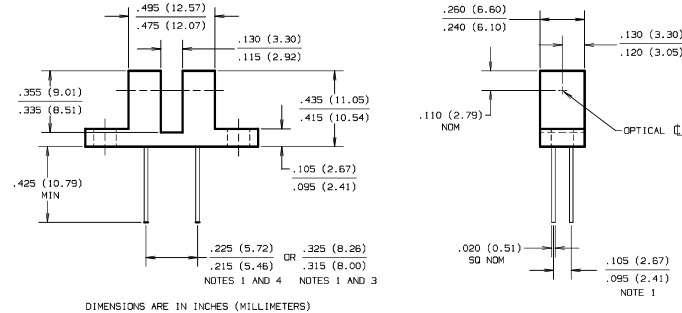 .495 (12.57)
.475 (12.07)
.130 (3.30)
.115 (2.92)
.355 (9.01)
.335 (8.51)
.435 (11.05)
.415 (10.54)
.105 (2.67)
.095 (2.41)
.425 (10.79)
MIN
.225 (5.72) OR .325 (8.26)
.215 (5.46) .315 (8.00)
NOTES 1 AND 4 NOTES 1 AND 3
DIMENSIONS ARE IN INCHES (MILLIMETERS)
.260 (6.60)
.240 (6.10)
.130 (3.30)
.120 (3.05)
.110 (2.79)
NOM
OPTICAL ℄
.020 (0.51)
SQ NOM
.105 (2.67)
.095 (2.41)
NOTE 1